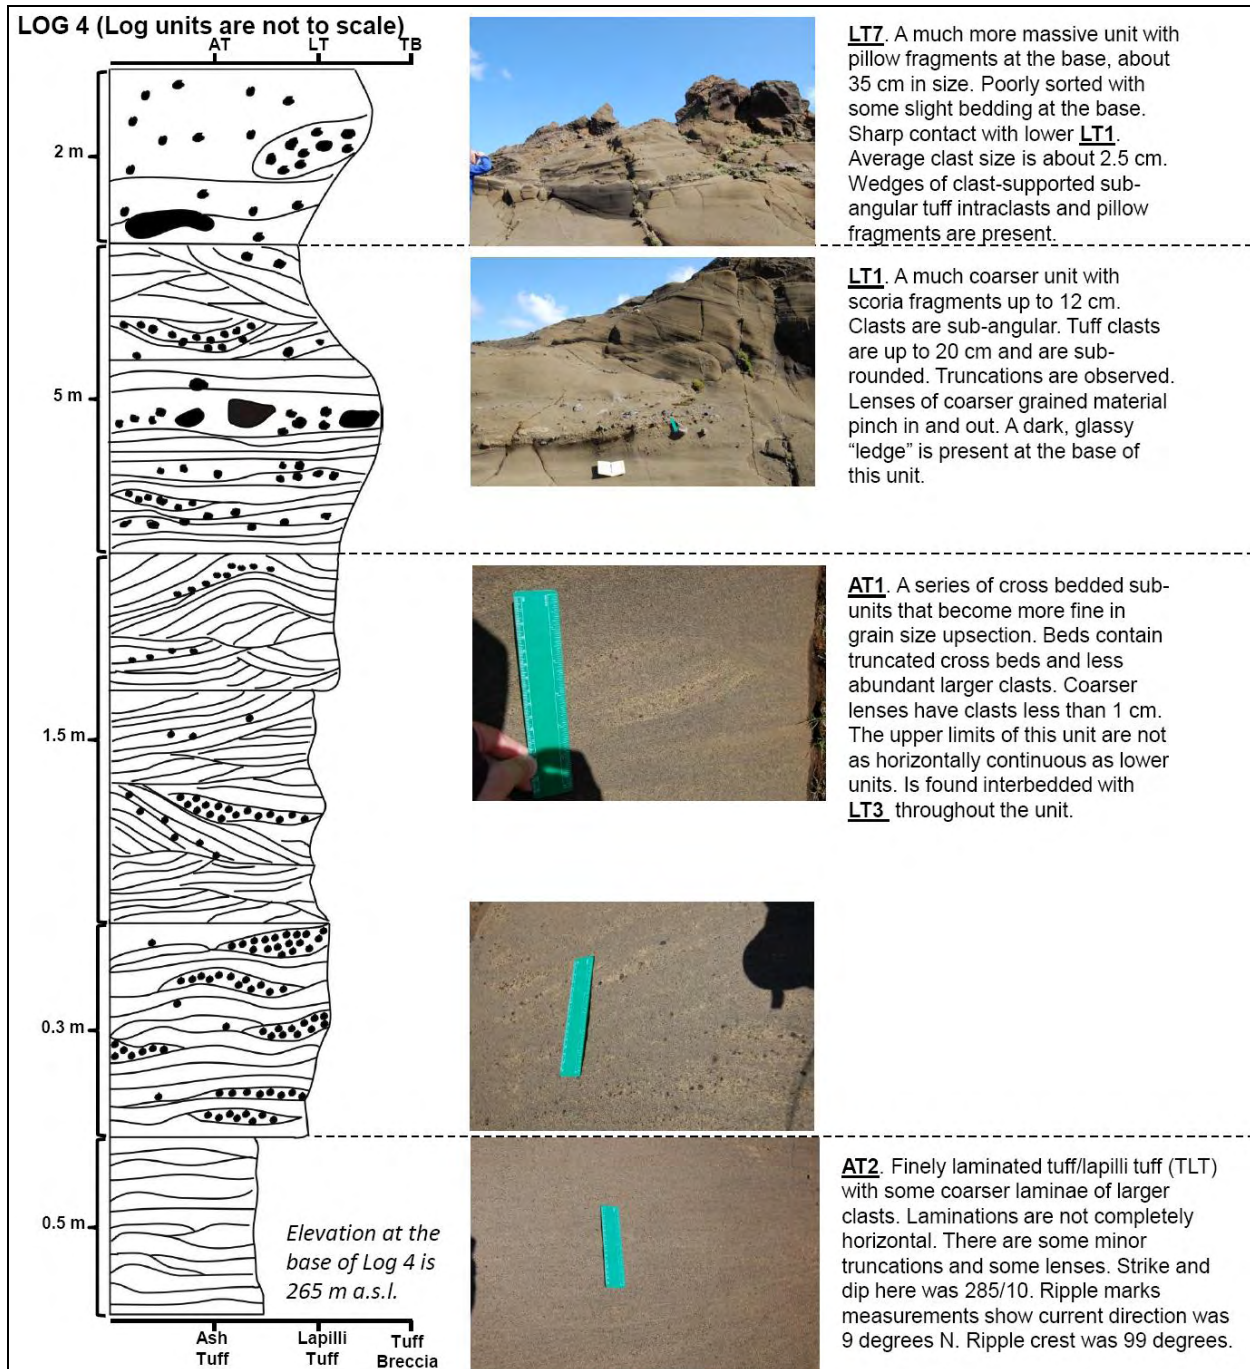 LOG 4 (Log units are not to scale)
AT LT TB
2 m
5 m
1.5 m
0.3 m
0.5 m
Elevation at the
base of Log 4 is
265 m a.s.l.
Ash
Tuff
Lapilli
Tuff
Tuff
Breccia
LT7. A much more massive unit with
pillow fragments at the base, about
35 cm in size. Poorly sorted with
some slight bedding at the base.
Sharp contact with lower LT1.
Average clast size is about 2.5 cm.
Wedges of clast-supported sub-
angular tuff intraclasts and pillow
fragments are present.
LT1. A much coarser unit with
scoria fragments up to 12 cm.
Clasts are sub-angular. Tuff clasts
are up to 20 cm and are sub-
rounded. Truncations are observed.
Lenses of coarser grained material
pinch in and out. A dark, glassy
“ledge” is present at the base of
this unit.
AT1. A series of cross bedded sub-
units that become more fine in
grain size upsection. Beds contain
truncated cross beds and less
abundant larger clasts. Coarser
lenses have clasts less than 1 cm.
The upper limits of this unit are not
as horizontally continuous as lower
units. Is found interbedded with
LT3 throughout the unit.
AT2. Finely laminated tuff/lapilli tuff (TLT)
with some coarser laminae of larger
clasts. Laminations are not completely
horizontal. There are some minor
truncations and some lenses. Strike and
dip here was 285/10. Ripple marks
measurements show current direction was
9 degrees N. Ripple crest was 99 degrees.